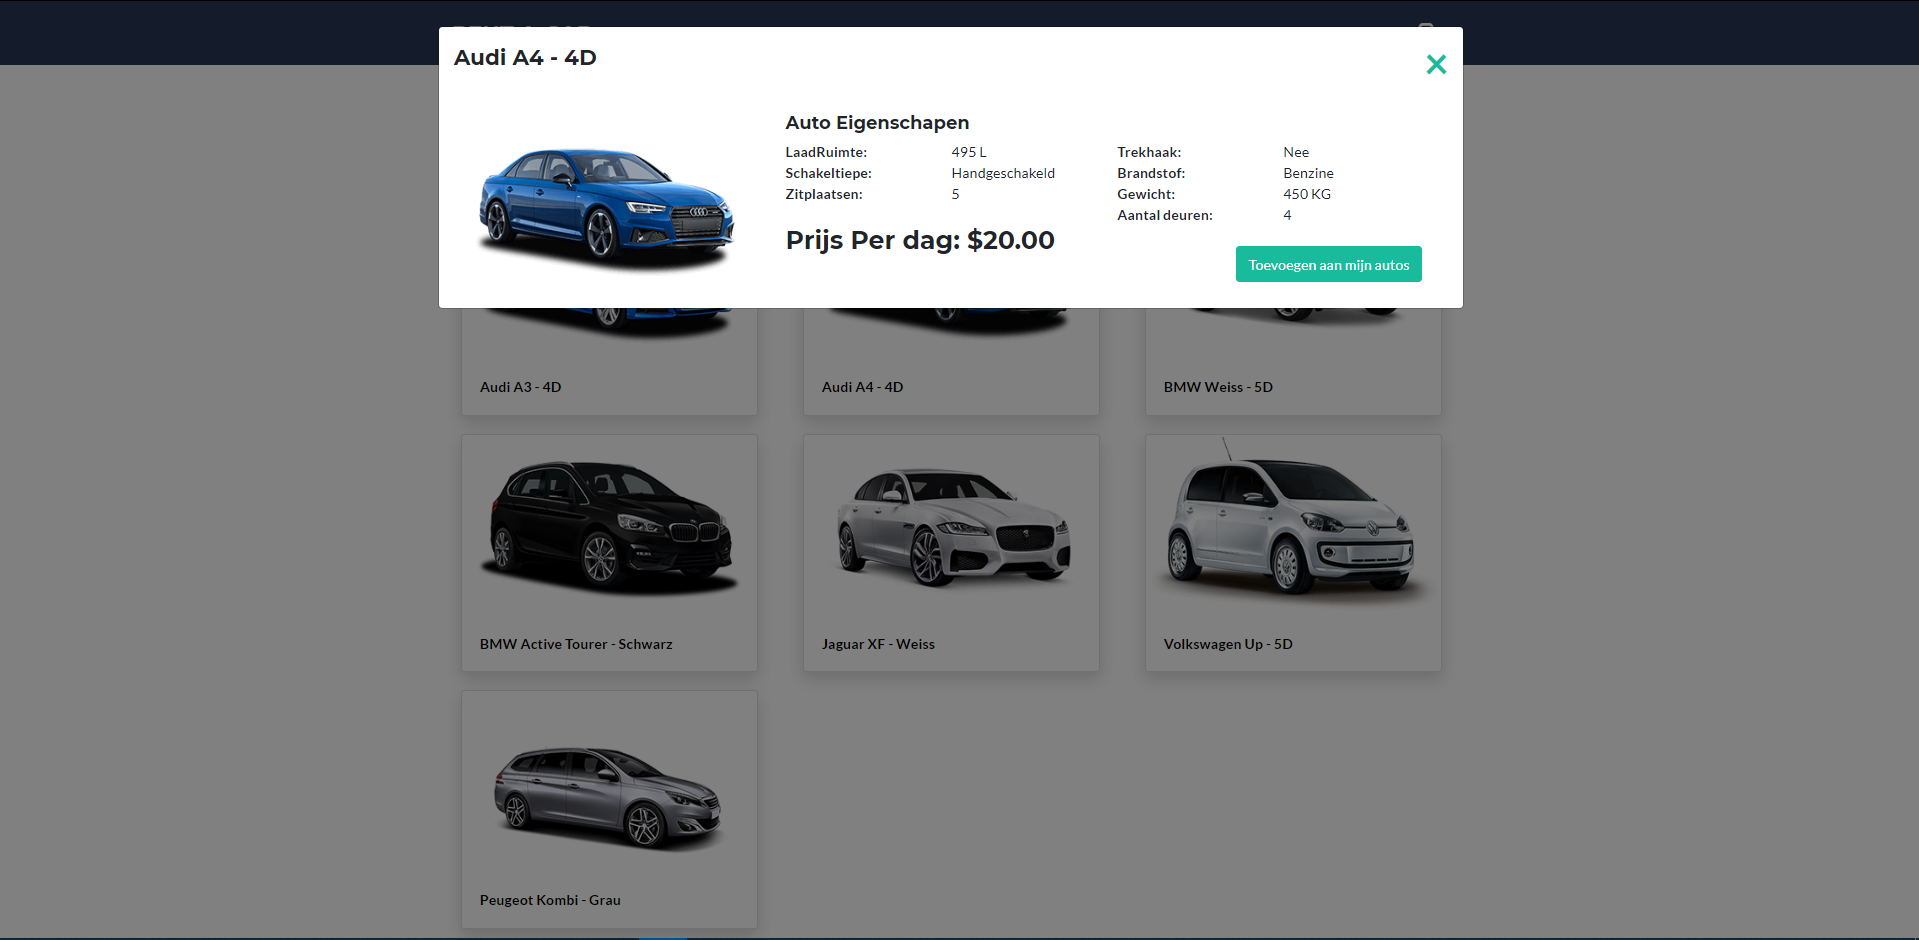 Audi A4 - 4D
Auto Eigenschapen
LaadRuimte: 495 L Trekhaak: Nee
Schakeltiepe: Handgeschakeld Brandstof: Benzine
Zitplaatsen: 5 Gewicht: 450 KG
Aantal deuren: 4
Prijs Per dag: $20.00
Toevoegen aan mijn autos
Audi A3 - 4D
Audi A4 - 4D
BMW Weiss - 5D
BMW Active Tourer - Schwarz
Jaguar XF - Weiss
Volkswagen Up - 5D
Peugeot Kombi - Grau